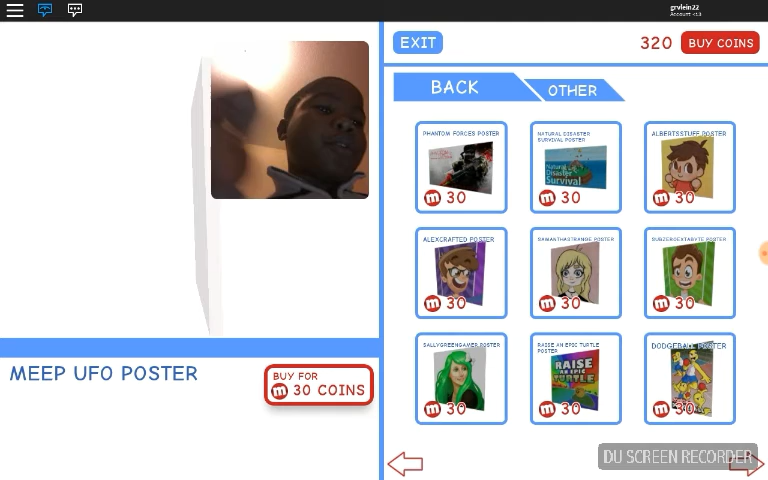 grvlein22
Account <13
EXIT
320
BUY COINS
BACK
OTHER
PHANTOM FORCES POSTER
30
NATURAL DISASTER
SURVIVAL POSTER
Natural
Disaster
Survival
30
ALBERTSSTUFF POSTER
30
ALEXCRAFTED POSTER
30
SAMANTHASTRANGE POSTER
30
SUBZEROEXTABYTE POSTER
30
MEEP UFO POSTER
BUY FOR
m 30 COINS
SALLYGREENGAMER POSTER
30
RAISE AN EPIC TURTLE
POSTER
RAISE
AN EPIC
TURTLE
30
DODGEBALL POSTER
30
DU SCREEN RECORDER